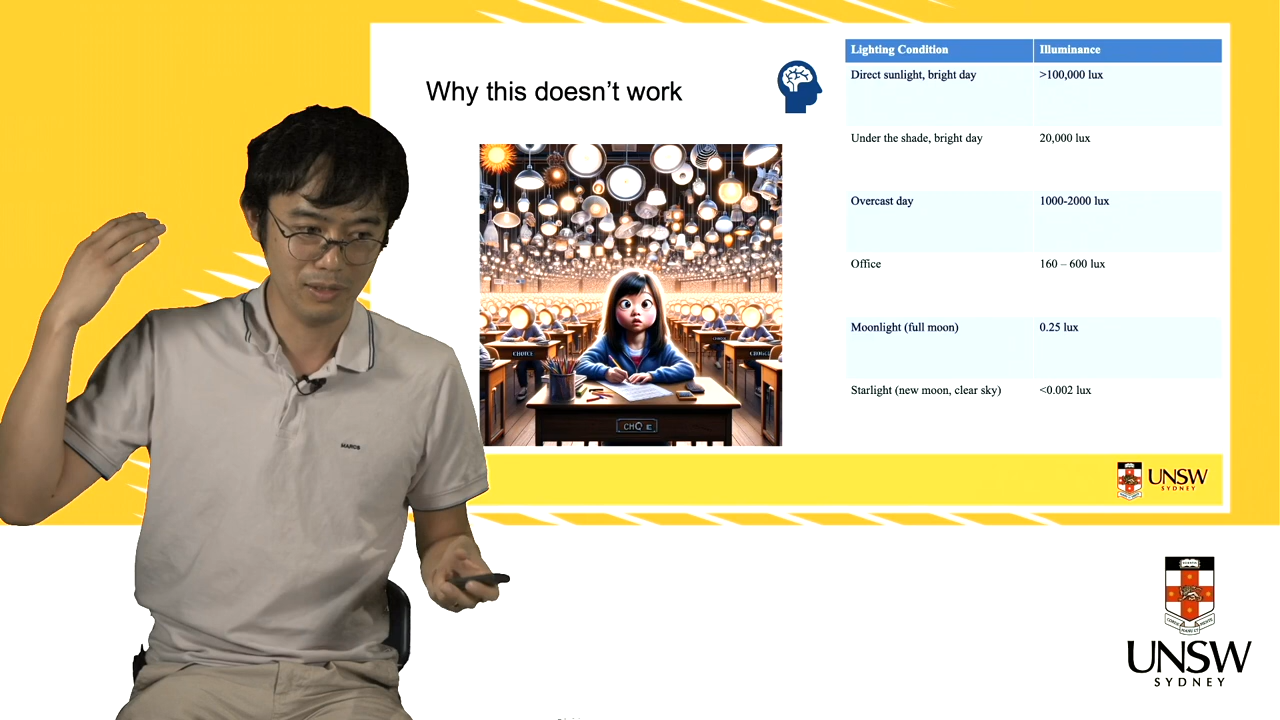 Why this doesn't work
Lighting Condition Illuminance
Direct sunlight, bright day >100,000 lux
Under the shade, bright day 20,000 lux
Overcast day 1000-2000 lux
Office 160 – 600 lux
Moonlight (full moon) 0.25 lux
Starlight (new moon, clear sky) <0.002 lux
CHOICE
UNSW
SYDNEY
UNSW
SYDNEY